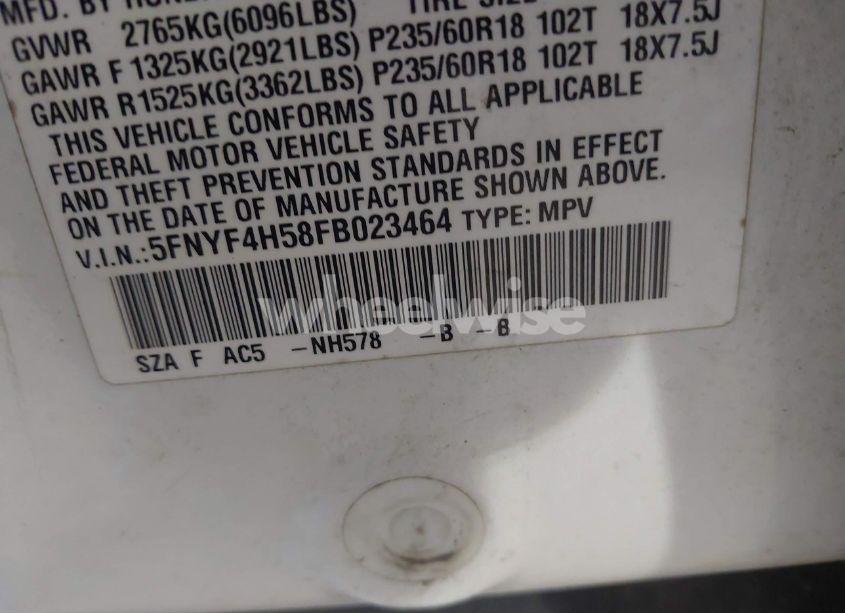 MFD. BY
GVWR 2765KG(6096LBS)
GAWR F 1325KG(2921LBS) P235/60R18 102T 18X7.5J
GAWR R1525KG(3362LBS) P235/60R18 102T 18X7.5J
THIS VEHICLE CONFORMS TO ALL APPLICABLE
FEDERAL MOTOR VEHICLE SAFETY
AND THEFT PREVENTION STANDARDS IN EFFECT
ON THE DATE OF MANUFACTURE SHOWN ABOVE.
V.I.N.:5FNYF4H58FB023464 TYPE: MPV
wheelwise
SZA F AC5 -NH578 -B -B